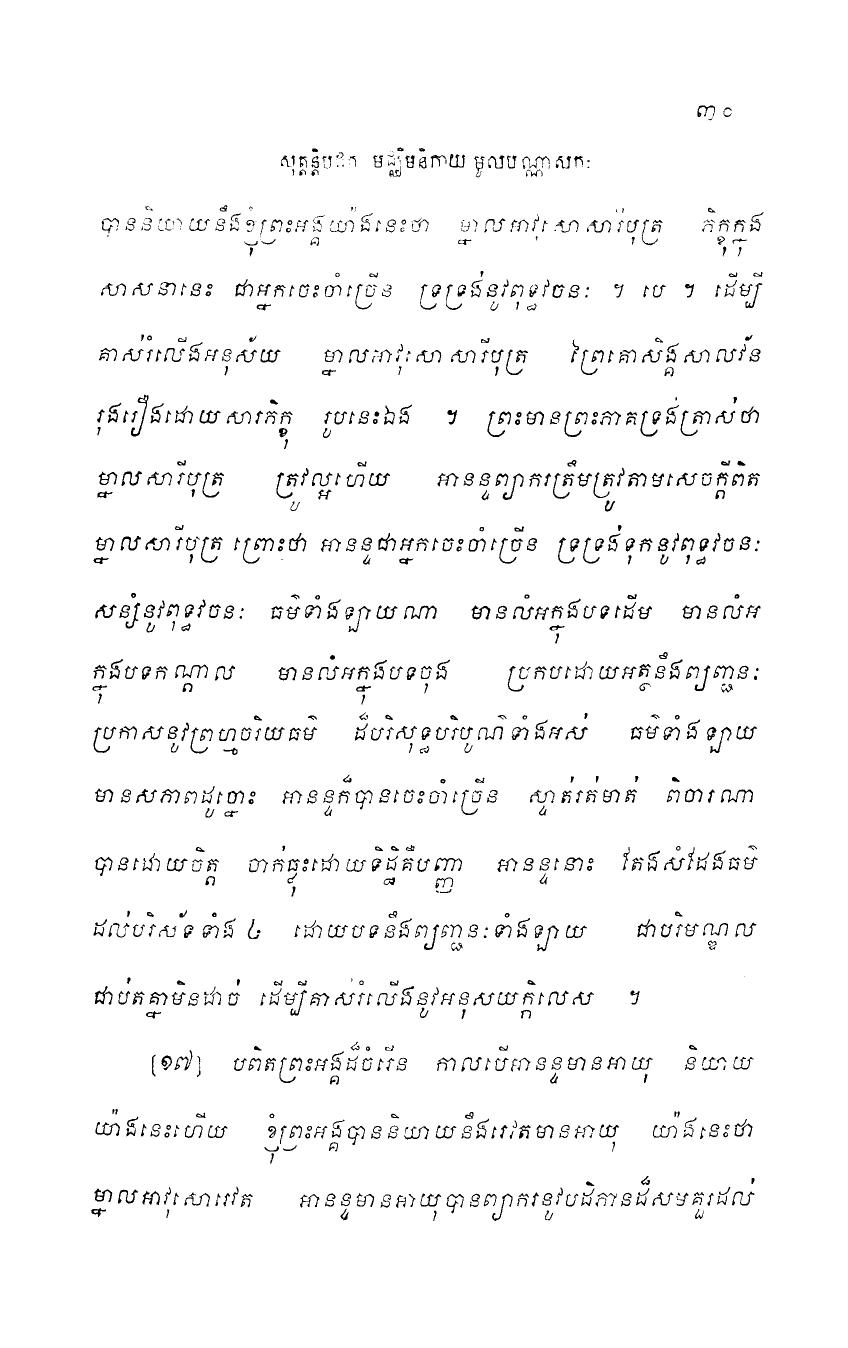 ៣០
សុត្តន្តបិដក មជ្ឈិមនិកាយ មូលបណ្ណាសកៈ
បាននិយាយនឹងខ្ញុំព្រះអង្គយ៉ាងនេះថា ម្នាលអាវុសោសារីបុត្រ ភិក្ខុក្នុង
សាសនានេះ ជាអ្នកចេះចាំច្រើន ទ្រទ្រង់នូវពុទ្ធវចនៈ ។ បេ ។ ដើម្បី
គាស់រំលើងអនុស័យ ម្នាលអាវុសោសារីបុត្រ ព្រៃគោសិង្គសាលវ័ន
រុងរឿងដោយសារភិក្ខុ រូបនេះឯង ។ ព្រះមានព្រះភាគទ្រង់ត្រាស់ថា
ម្នាលសារីបុត្រ ត្រូវល្អហើយ អានន្ទព្យាករត្រឹមត្រូវតាមសេចក្តីពិត
ម្នាលសារីបុត្រ ព្រោះថា អានន្ទជាអ្នកចេះចាំច្រើន ទ្រទ្រង់ទុកនូវពុទ្ធវចនៈ
សន្សំនូវពុទ្ធវចនៈ ធម៌ទាំងឡាយណា មានលំអក្នុងបទដើម មានលំអ
ក្នុងបទកណ្តាល មានលំអក្នុងបទចុង ប្រកបដោយអត្ថនឹងព្យញ្ជនៈ
ប្រកាសនូវព្រហ្មចរិយធម៌ ដ៏បរិសុទ្ធបរិបូណ៌ទាំងអស់ ធម៌ទាំងឡាយ
មានសភាពដូច្នោះ អានន្ទក៏បានចេះចាំច្រើន ស្ទាត់រត់មាត់ ពិចារណា
បានដោយចិត្ត ចាក់ធ្លុះដោយទិដ្ឋិគឺបញ្ញា អានន្ទនោះ តែងសំដែងធម៌
ដល់បរិស័ទទាំង ៤ ដោយបទនឹងព្យញ្ជនៈទាំងឡាយ ជាបរិមណ្ឌល
ជាប់តគ្នាមិនដាច់ ដើម្បីគាស់រំលើងនូវអនុសយក្កិលេស ។
[១៧] បពិតព្រះអង្គដ៏ចំរើន កាលបើអានន្ទមានអាយុ និយាយ
យ៉ាងនេះហើយ ខ្ញុំព្រះអង្គបាននិយាយនឹងរេវតមានអាយុ យ៉ាងនេះថា
ម្នាលអាវុសោរេវត អានន្ទមានអាយុបានព្យាករនូវបដិភានដ៏សមគួរដល់